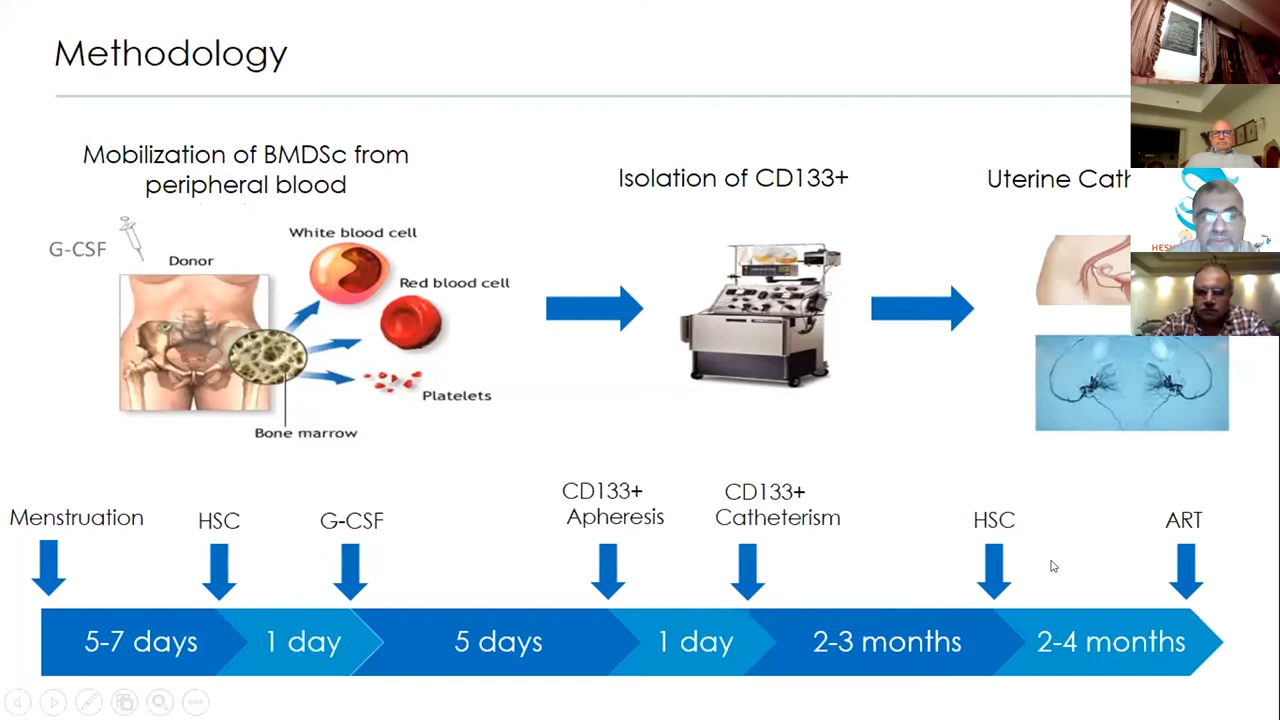 Methodology
Mobilization of BMDSc from
peripheral blood
Isolation of CD133+
Uterine Cath
G-CSF
Donor
White blood cell
Red blood cell
Platelets
Bone marrow
HESH
Menstruation
HSC
G-CSF
CD133+
Apheresis
CD133+
Catheterism
HSC
ART
5-7 days
1 day
5 days
1 day
2-3 months
2-4 months